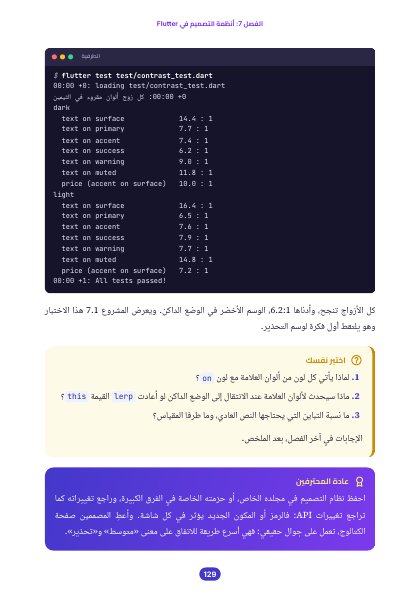 الفصل 7: أنظمة التصميم في Flutter
الطرفية
$ flutter test test/contrast_test.dart
00:00 +0: loading test/contrast_test.dart
00:00 +0: كل زوج ألوان مقروء في الثيمين
dark
text on surface 14.4 : 1
text on primary 7.7 : 1
text on accent 7.4 : 1
text on success 6.2 : 1
text on warning 9.0 : 1
text on muted 11.8 : 1
price (accent on surface) 10.0 : 1
light
text on surface 16.4 : 1
text on primary 6.5 : 1
text on accent 7.6 : 1
text on success 7.9 : 1
text on warning 7.7 : 1
text on muted 14.8 : 1
price (accent on surface) 7.2 : 1
00:00 +1: All tests passed!
كل الأزواج تنجح، وأدناها 6.2:1، الوسم الأخضر في الوضع الداكن. ويعرض المشروع 7.1 هذا الاختبار
وهو يلتقط أول فكرة لوسم التحذير.
اختبر نفسك
1. لماذا يأتي كل لون من ألوان العلامة مع لون on ؟
2. ماذا سيحدث لألوان العلامة عند الانتقال إلى الوضع الداكن لو أعادت lerp القيمة this ؟
3. ما نسبة التباين التي يحتاجها النص العادي، وما طرفا المقياس؟
الإجابات في آخر الفصل، بعد الملخص.
عادة المحترفين
احفظ نظام التصميم في مجلده الخاص، أو حزمته الخاصة في الفرق الكبيرة، وراجع تغييراته كما
تراجع تغييرات API: فالرمز أو المكون الجديد يؤثر في كل شاشة. وأعطِ المصممين صفحة
الكتالوج، تعمل على جوال حقيقي؛ فهي أسرع طريقة للاتفاق على معنى «متوسط» و«تحذير».
129